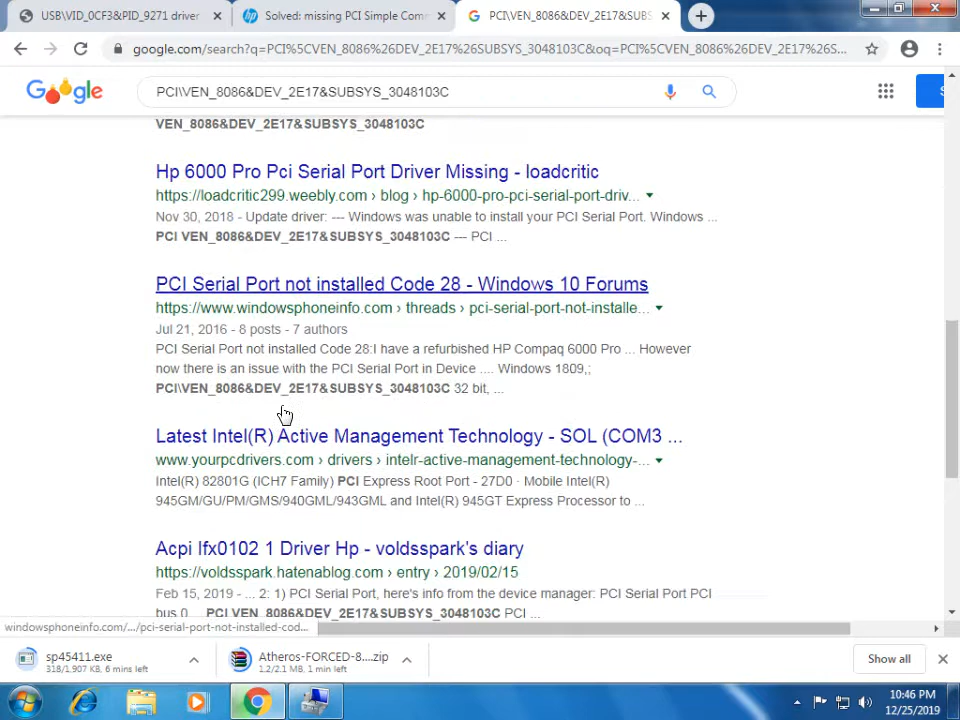 USB\VID_0CF3&PID_9271 driver
Solved: missing PCI Simple Com
PCI\VEN_8086&DEV_2E17&SUBS
google.com/search?q=PCI%5CVEN_8086%26DEV_2E17%26SUBSYS_3048103C&oq=PCI%5CVEN_8086%26DEV_2E17%26S...
Google
PCI\VEN_8086&DEV_2E17&SUBSYS_3048103C
S
VEN_8086&DEV_2E17&SUBSYS_3048103C
Hp 6000 Pro Pci Serial Port Driver Missing - loadcritic
https://loadcritic299.weebly.com › blog › hp-6000-pro-pci-serial-port-driv...
Nov 30, 2018 - Update driver: --- Windows was unable to install your PCI Serial Port. Windows ...
PCI VEN_8086&DEV_2E17&SUBSYS_3048103C --- PCI ...
PCI Serial Port not installed Code 28 - Windows 10 Forums
https://www.windowsphoneinfo.com › threads › pci-serial-port-not-installe...
Jul 21, 2016 - 8 posts - 7 authors
PCI Serial Port not installed Code 28:I have a refurbished HP Compaq 6000 Pro ... However
now there is an issue with the PCI Serial Port in Device .... Windows 1809,;
PCI\VEN_8086&DEV_2E17&SUBSYS_3048103C 32 bit, ...
Latest Intel(R) Active Management Technology - SOL (COM3 ...
www.yourpcdrivers.com › drivers › intelr-active-management-technology-...
Intel(R) 82801G (ICH7 Family) PCI Express Root Port - 27D0 · Mobile Intel(R)
945GM/GU/PM/GMS/940GML/943GML and Intel(R) 945GT Express Processor to ...
Acpi Ifx0102 1 Driver Hp - voldsspark's diary
https://voldsspark.hatenablog.com › entry › 2019/02/15
Feb 15, 2019 - ... 2: 1) PCI Serial Port, here's info from the device manager: PCI Serial Port PCI
bus 0... PCI VEN_8086&DEV_2E17&SUBSYS_3048103C PCI ...
windowsphoneinfo.com/.../pci-serial-port-not-installed-cod...
sp45411.exe
318/1,907 KB, 6 mins left
Atheros-FORCED-8....zip
1.2/2.1 MB, 1 min left
Show all
10:46 PM
12/25/2019